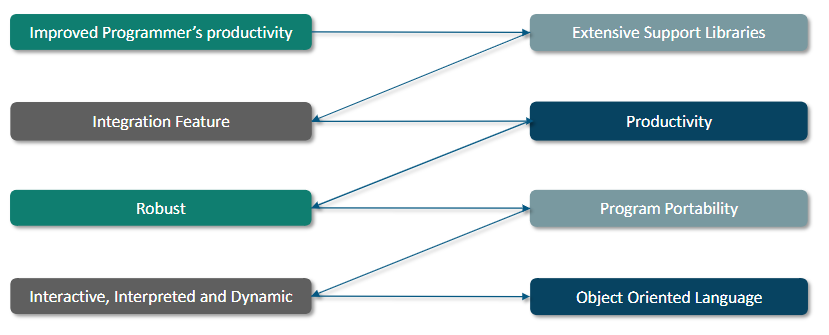 Improved Programmer’s productivity
Extensive Support Libraries
Integration Feature
Productivity
Robust
Program Portability
Interactive, Interpreted and Dynamic
Object Oriented Language